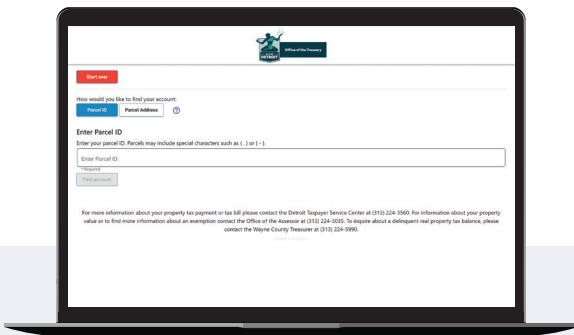 DETROIT
Office of the Treasury
Start over
How would you like to find your account:
Parcel ID
Parcel Address
?
Enter Parcel ID
Enter your parcel ID. Parcels may include special characters such as ( . ) or ( - ).
Enter Parcel ID:
* Required
Find account
For more information about your property tax payment or tax bill please contact the Detroit Taxpayer Service Center at (313) 224-3560. For information about your property
value or to find more information about an exemption contact the Office of the Assessor at (313) 224-3035. To inquire about a delinquent real property tax balance, please
contact the Wayne County Treasurer at (313) 224-5990.